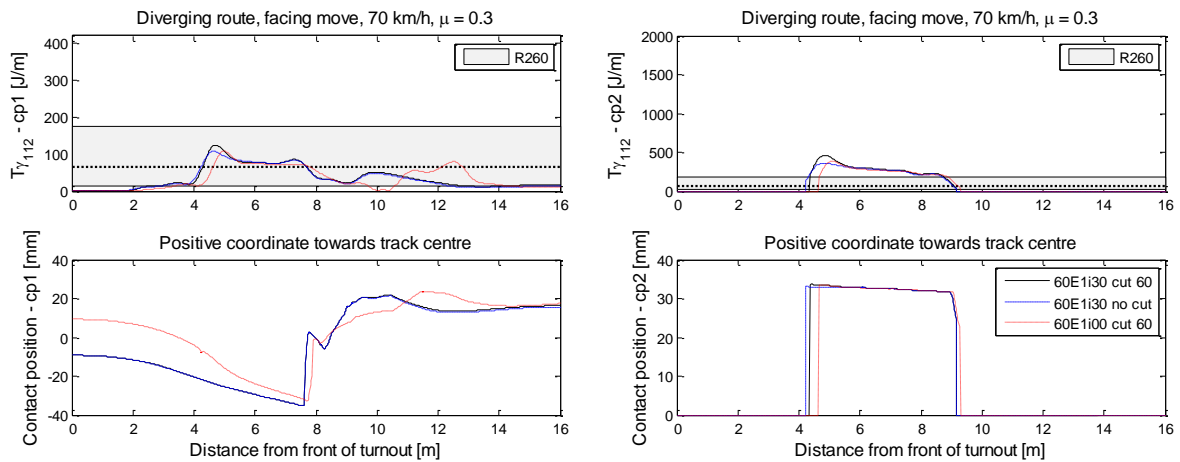 Diverging route, facing move, 70 km/h, μ = 0.3
Tγ112 - cp1 [J/m]
400
300
200
100
0
R260
0 2 4 6 8 10 12 14 16
Positive coordinate towards track centre
Contact position - cp1 [mm]
40
20
0
-20
-40
0 2 4 6 8 10 12 14 16
Distance from front of turnout [m]
Diverging route, facing move, 70 km/h, μ = 0.3
Tγ112 - cp2 [J/m]
2000
1500
1000
500
0
R260
0 2 4 6 8 10 12 14 16
Positive coordinate towards track centre
Contact position - cp2 [mm]
40
30
20
10
0
60E1i30 cut 60
60E1i30 no cut
60E1i00 cut 60
0 2 4 6 8 10 12 14 16
Distance from front of turnout [m]